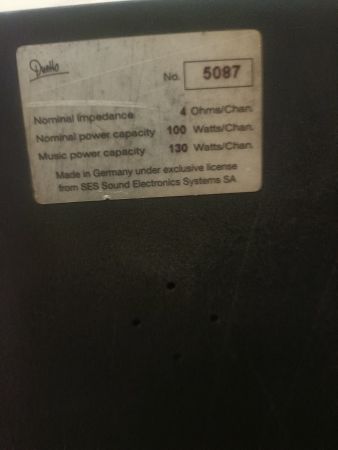 Duetto
No. 5087
Nominal impedance 4 Ohms/Chan.
Nominal power capacity 100 Watts/Chan.
Music power capacity 130 Watts/Chan.
Made in Germany under exclusive license
from SES Sound Electronics Systems SA